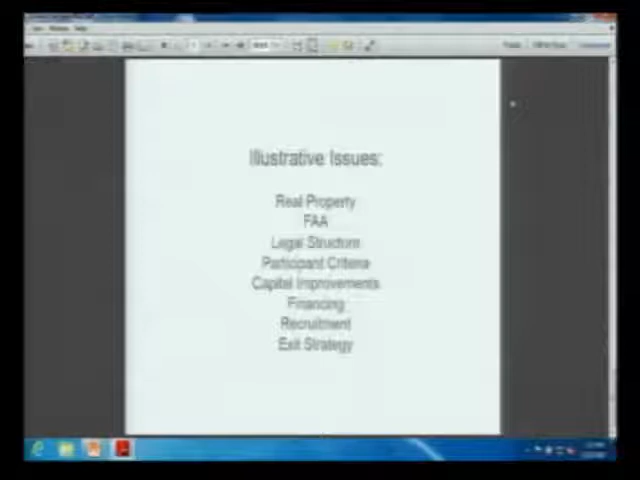 Illustrative Issues:
Real Property
FAA
Legal Structure
Participant Criteria
Capital Improvements
Financing
Recruitment
Exit Strategy